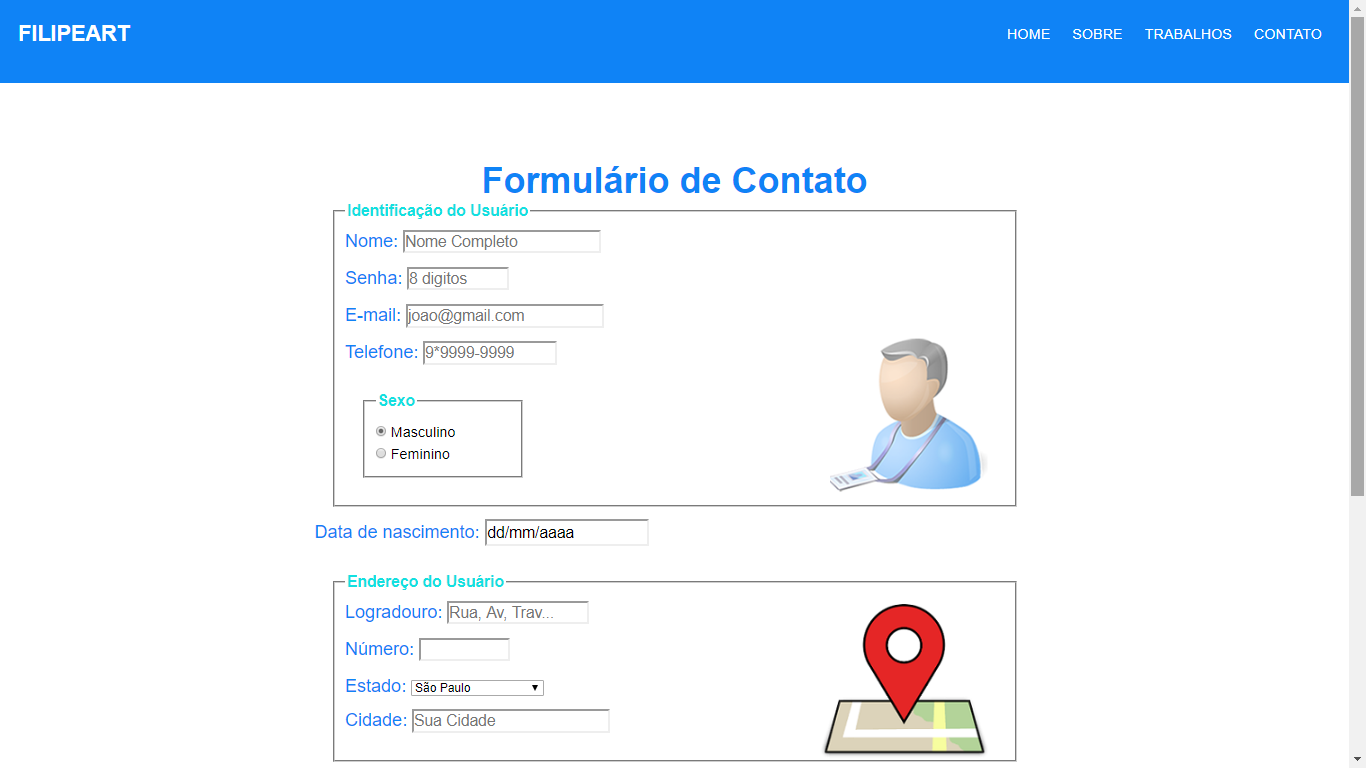 FILIPEART
HOME SOBRE TRABALHOS CONTATO
Formulário de Contato
Identificação do Usuário
Nome: Nome Completo
Senha: 8 digitos
E-mail: joao@gmail.com
Telefone: 9*9999-9999
Sexo
Masculino
Feminino
Data de nascimento: dd/mm/aaaa
Endereço do Usuário
Logradouro: Rua, Av, Trav...
Número:
Estado: São Paulo
Cidade: Sua Cidade